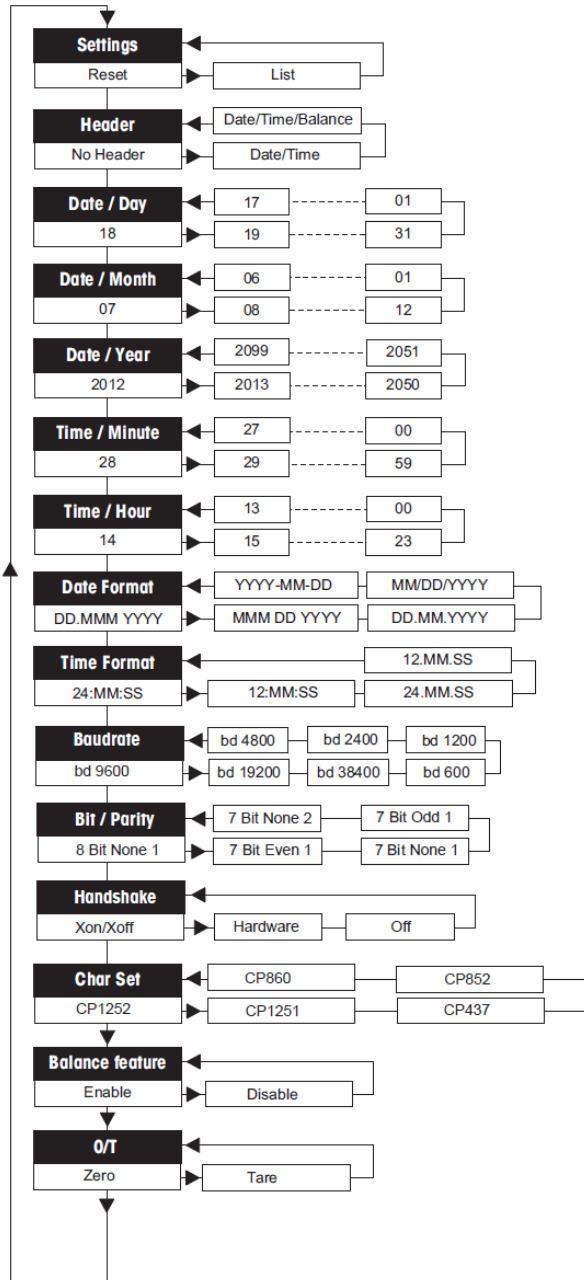 Settings
Reset List
Header Date/Time/Balance
No Header Date/Time
Date / Day 17 01
18 19 31
Date / Month 06 01
07 08 12
Date / Year 2099 2051
2012 2013 2050
Time / Minute 27 00
28 29 59
Time / Hour 13 00
14 15 23
Date Format YYYY-MM-DD MM/DD/YYYY
DD.MMM YYYY MMM DD YYYY DD.MM.YYYY
Time Format 12.MM.SS
24:MM:SS 12:MM:SS 24.MM.SS
Baudrate bd 4800 bd 2400 bd 1200
bd 9600 bd 19200 bd 38400 bd 600
Bit / Parity 7 Bit None 2 7 Bit Odd 1
8 Bit None 1 7 Bit Even 1 7 Bit None 1
Handshake
Xon/Xoff Hardware Off
Char Set CP860 CP852
CP1252 CP1251 CP437
Balance feature
Enable Disable
O/T
Zero Tare